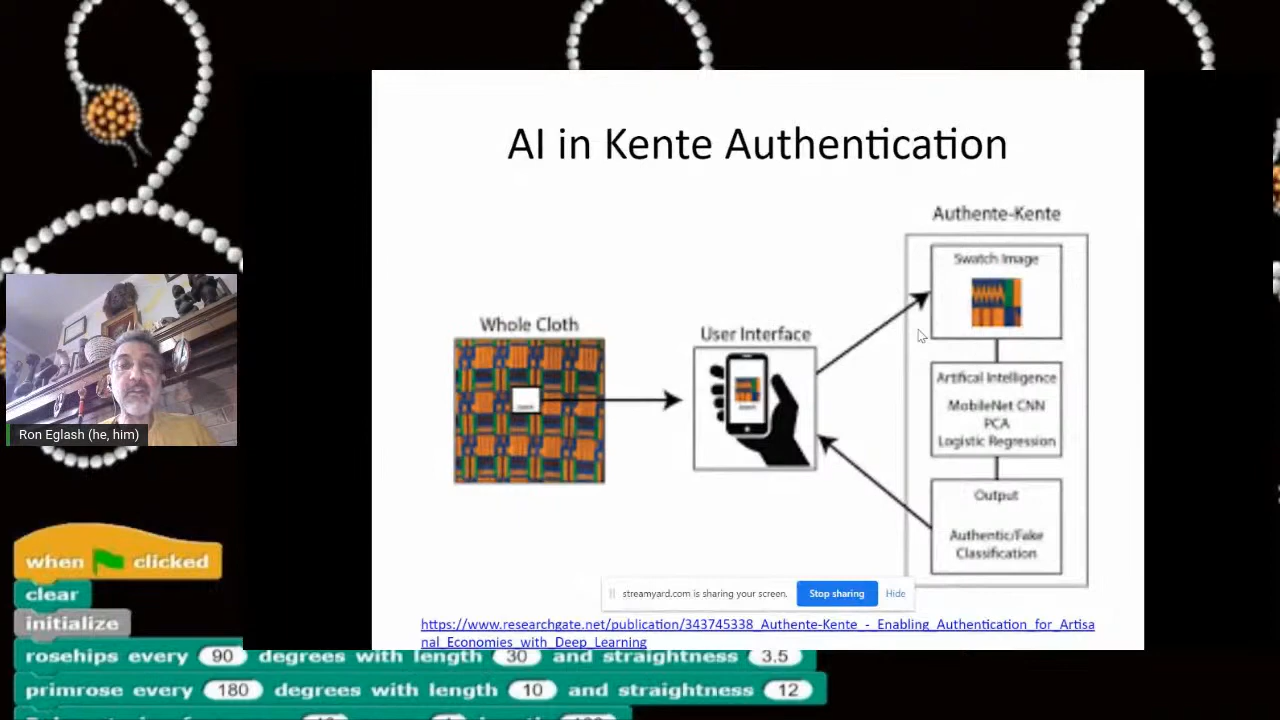 AI in Kente Authentication
Authente-Kente
Swatch Image
Whole Cloth
User Interface
Artifical Intelligence
MobileNet CNN
PCA
Logistic Regression
Output
Authentic/Fake
Classification
Ron Eglash (he, him)
streamyard.com is sharing your screen.
Stop sharing
Hide
https://www.researchgate.net/publication/343745338_Authente-Kente_-_Enabling_Authentication_for_Artisa
nal_Economies_with_Deep_Learning
when clicked
clear
initialize
rosehips every 90 degrees with length 30 and straightness 3.5
primrose every 180 degrees with length 10 and straightness 12